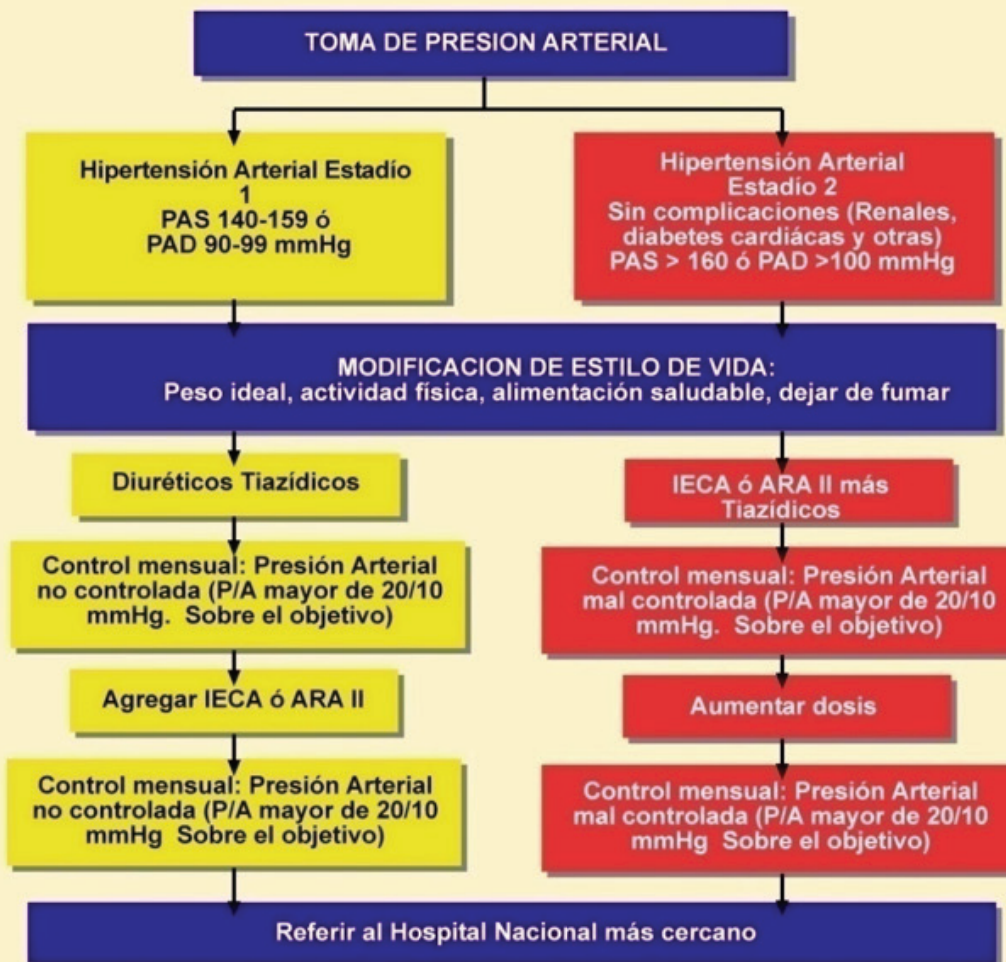 TOMA DE PRESION ARTERIAL
Hipertensión Arterial Estadío
1
PAS 140-159 ó
PAD 90-99 mmHg
Hipertensión Arterial
Estadío 2
Sin complicaciones (Renales,
diabetes cardiácas y otras)
PAS > 160 ó PAD >100 mmHg
MODIFICACION DE ESTILO DE VIDA:
Peso ideal, actividad física, alimentación saludable, dejar de fumar
Diuréticos Tiazídicos
Control mensual: Presión Arterial
no controlada (P/A mayor de 20/10
mmHg. Sobre el objetivo)
Agregar IECA ó ARA II
Control mensual: Presión Arterial
no controlada (P/A mayor de 20/10
mmHg Sobre el objetivo)
IECA ó ARA II más
Tiazídicos
Control mensual: Presión Arterial
mal controlada (P/A mayor de 20/10
mmHg. Sobre el objetivo)
Aumentar dosis
Control mensual: Presión Arterial
mal controlada (P/A mayor de 20/10
mmHg Sobre el objetivo)
Referir al Hospital Nacional más cercano